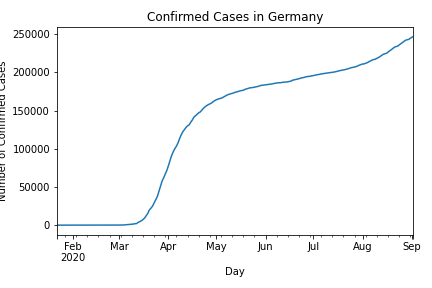 Confirmed Cases in Germany
250000
200000
150000
100000
50000
0
Number of Confirmed Cases
Feb Mar Apr May Jun Jul Aug Sep
2020
Day